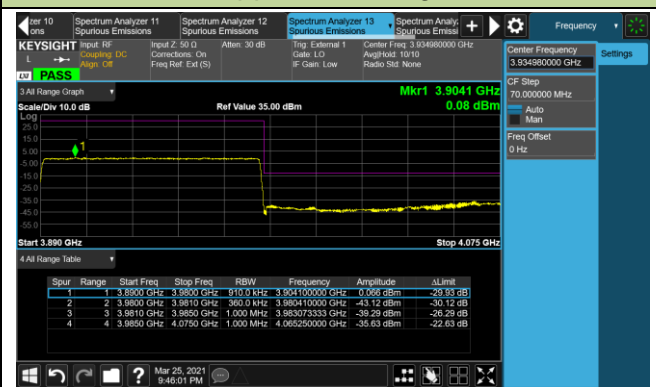 zer 10
ons
Spectrum Analyzer 11
Spurious Emissions
Spectrum Analyzer 12
Spurious Emissions
Spectrum Analyzer 13
Spurious Emissions
Spectrum Analy
Spurious Emissions
Frequency
KEYSIGHT
L
LXI PASS
Input: RF
Coupling: DC
Align: Off
Input Z: 50 Ω
Corrections: On
Freq Ref: Ext (S)
Atten: 30 dB
Trig: External 1
Gate: LO
IF Gain: Low
Center Freq: 3.934980000 GHz
Avg|Hold: 10/10
Radio Std: None
Center Frequency
3.934980000 GHz
Settings
CF Step
70.000000 MHz
Auto
Man
Freq Offset
0 Hz
3 All Range Graph
Mkr1 3.9041 GHz
Scale/Div 10.0 dB
Ref Value 35.00 dBm
0.08 dBm
Log
25.0
15.0
5.00
-5.00
-15.0
-25.0
-35.0
-45.0
-55.0
1
Start 3.890 GHz
Stop 4.075 GHz
4 All Range Table
Spur Range Start Freq Stop Freq RBW Frequency Amplitude ΔLimit
1 1 3.8900 GHz 3.9800 GHz 910.0 kHz 3.904100000 GHz 0.066 dBm -29.93 dB
2 2 3.9800 GHz 3.9810 GHz 360.0 kHz 3.980410000 GHz -43.12 dBm -30.12 dB
3 3 3.9810 GHz 3.9850 GHz 1.000 MHz 3.983073333 GHz -39.29 dBm -26.29 dB
4 4 3.9850 GHz 4.0750 GHz 1.000 MHz 4.065250000 GHz -35.63 dBm -22.63 dB
Mar 25, 2021
9:46:01 PM